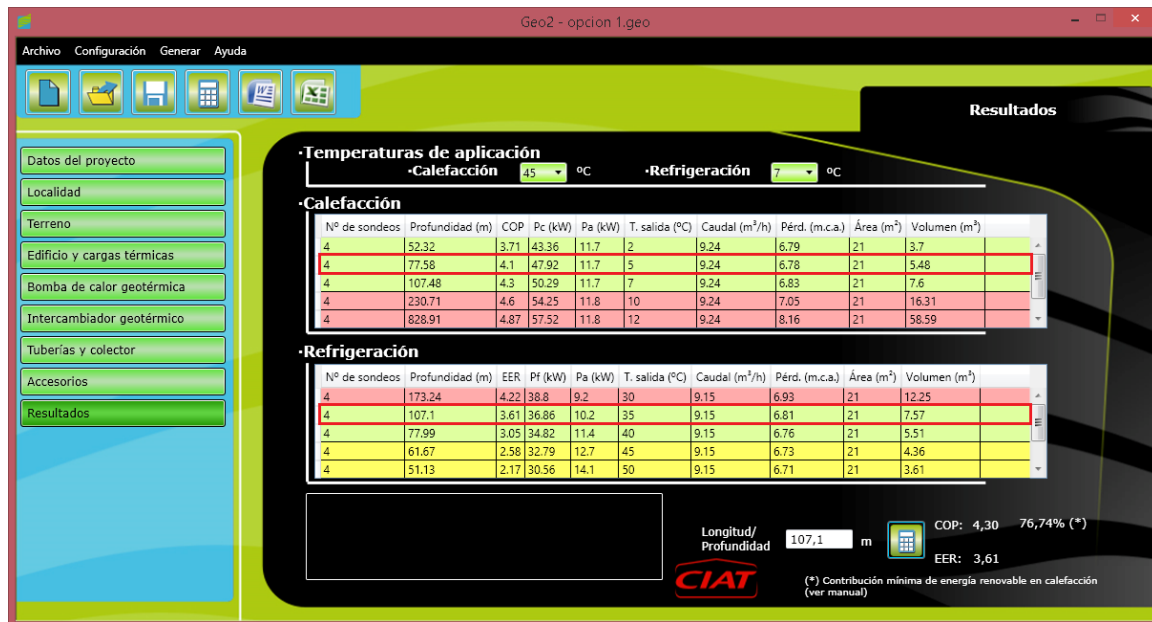 Geo2 - opcion 1.geo
Archivo Configuración Generar Ayuda
Resultados
Datos del proyecto
Localidad
Terreno
Edificio y cargas térmicas
Bomba de calor geotérmica
Intercambiador geotérmico
Tuberías y colector
Accesorios
Resultados
·Temperaturas de aplicación
·Calefacción 45 ºC ·Refrigeración 7 ºC
·Calefacción
Nº de sondeos Profundidad (m) COP Pc (kW) Pa (kW) T. salida (ºC) Caudal (m³/h) Pérd. (m.c.a.) Área (m²) Volumen (m³)
4 52.32 3.71 43.36 11.7 2 9.24 6.79 21 3.7
4 77.58 4.1 47.92 11.7 5 9.24 6.78 21 5.48
4 107.48 4.3 50.29 11.7 7 9.24 6.83 21 7.6
4 230.71 4.6 54.25 11.8 10 9.24 7.05 21 16.31
4 828.91 4.87 57.52 11.8 12 9.24 8.16 21 58.59
·Refrigeración
Nº de sondeos Profundidad (m) EER Pf (kW) Pa (kW) T. salida (ºC) Caudal (m³/h) Pérd. (m.c.a.) Área (m²) Volumen (m³)
4 173.24 4.22 38.8 9.2 30 9.15 6.93 21 12.25
4 107.1 3.61 36.86 10.2 35 9.15 6.81 21 7.57
4 77.99 3.05 34.82 11.4 40 9.15 6.76 21 5.51
4 61.67 2.58 32.79 12.7 45 9.15 6.73 21 4.36
4 51.13 2.17 30.56 14.1 50 9.15 6.71 21 3.61
Longitud/
Profundidad 107,1 m
COP: 4,30 76,74% (*)
EER: 3,61
CIAT
(*) Contribución mínima de energía renovable en calefacción
(ver manual)